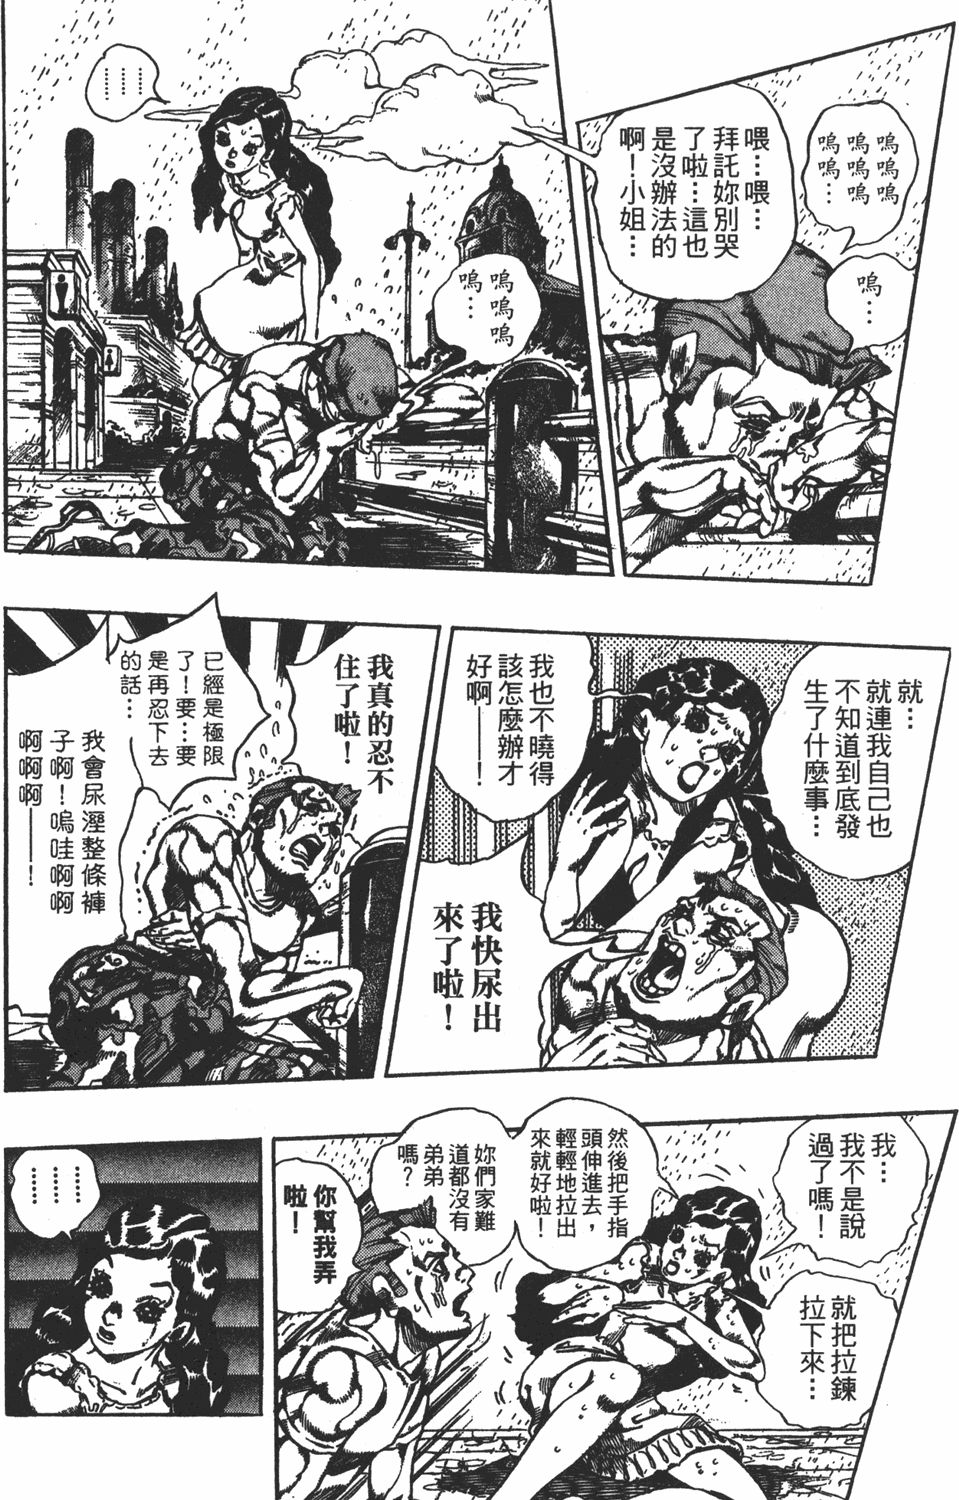 嗚嗚
嗚嗚嗚
嗚嗚…
喂…喂…
拜託妳別哭
了啦…這也
是沒辦法的
啊！小姐…
嗚…
………
嗚嗚嗚
嗚…
就…
就連我自己也
不知道到底發
生了什麼事…
我也不曉得
該怎麼辦才
好啊——！
我快尿出
來了啦！
我真的忍不
住了啦！
已經是極限
了！要…要
是再忍下去
的話…
我會尿溼整條褲
子啊！嗚哇啊啊
啊啊啊——！
我…
我不是說
過了嗎！
就把拉鍊
拉下來…
然後把手指
頭伸進去，
輕輕地拉出
來就好啦！
妳們家難
道都沒有
弟弟
嗎？
你幫我弄
啦！
………